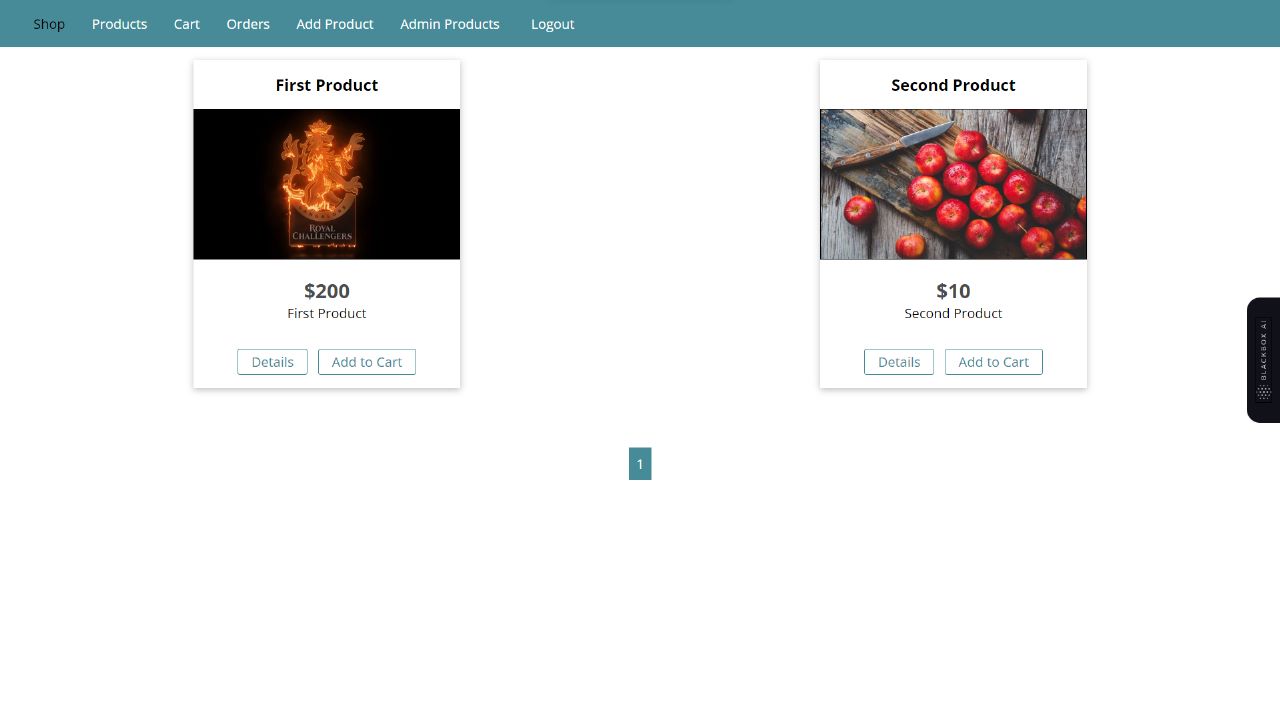 Shop Products Cart Orders Add Product Admin Products Logout
First Product
ROYAL
CHALLENGERS
$200
First Product
Details Add to Cart
Second Product
$10
Second Product
Details Add to Cart
BLACKBOX AI
1